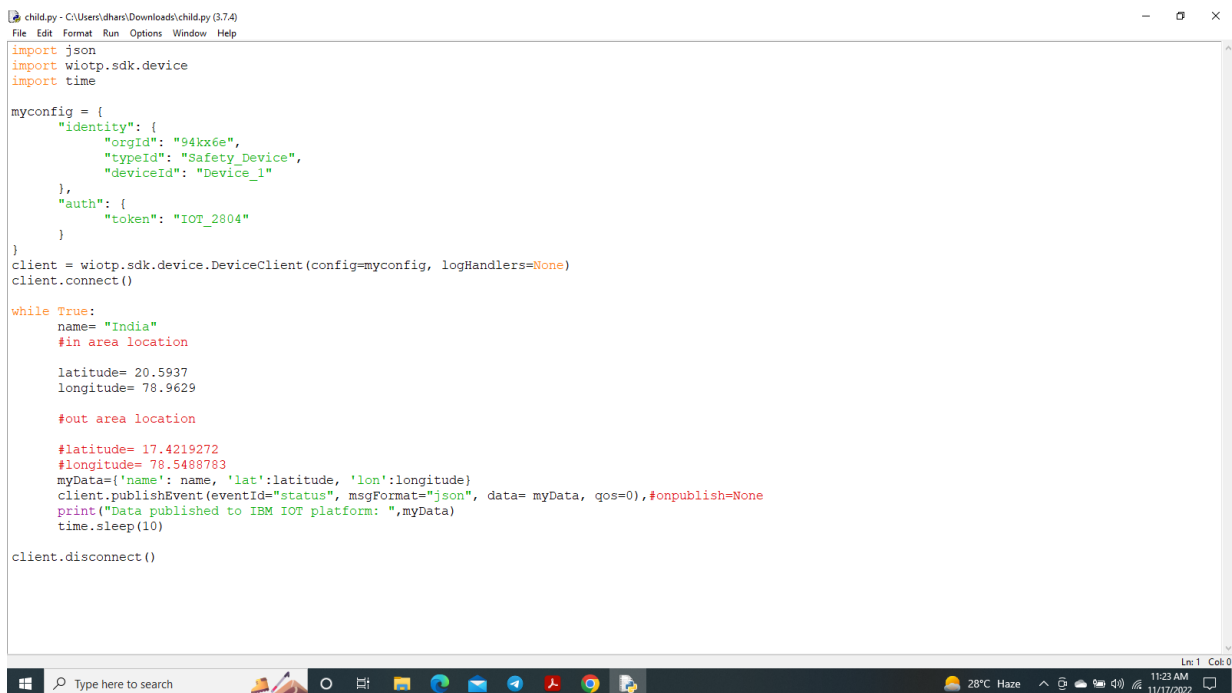 child.py - C:\Users\dhars\Downloads\child.py (3.7.4)
File Edit Format Run Options Window Help
import json
import wiotp.sdk.device
import time
myconfig = {
"identity": {
"orgId": "94kx6e",
"typeId": "Safety_Device",
"deviceId": "Device_1"
},
"auth": {
"token": "IOT_2804"
}
}
client = wiotp.sdk.device.DeviceClient(config=myconfig, logHandlers=None)
client.connect()
while True:
name= "India"
#in area location
latitude= 20.5937
longitude= 78.9629
#out area location
#latitude= 17.4219272
#longitude= 78.5488783
myData={'name': name, 'lat':latitude, 'lon':longitude}
client.publishEvent(eventId="status", msgFormat="json", data= myData, qos=0),#onpublish=None
print("Data published to IBM IOT platform: ",myData)
time.sleep(10)
client.disconnect()
Ln: 1 Col: 0
Type here to search
28°C Haze
11:23 AM
11/17/2022